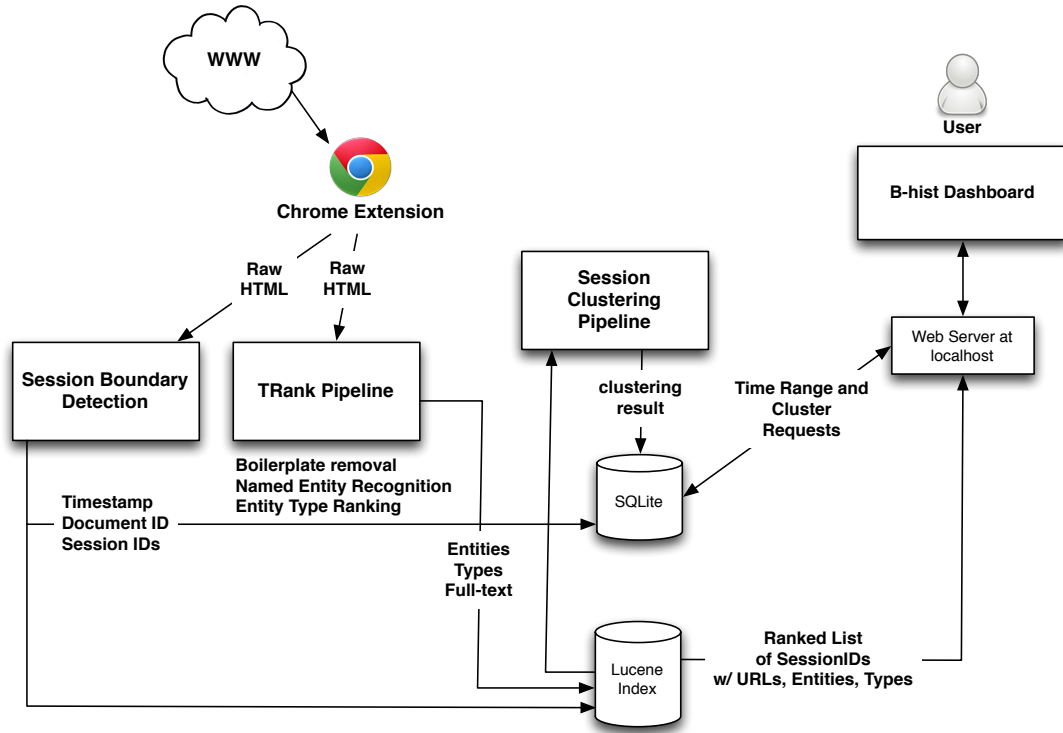 WWW
User
Chrome Extension
B-hist Dashboard
Raw
HTML
Raw
HTML
Session
Clustering
Pipeline
Web Server at
localhost
Session Boundary
Detection
TRank Pipeline
clustering
result
Time Range and
Cluster
Requests
Boilerplate removal
Named Entity Recognition
Entity Type Ranking
SQLite
Timestamp
Document ID
Session IDs
Entities
Types
Full-text
Lucene
Index
Ranked List
of SessionIDs
w/ URLs, Entities, Types